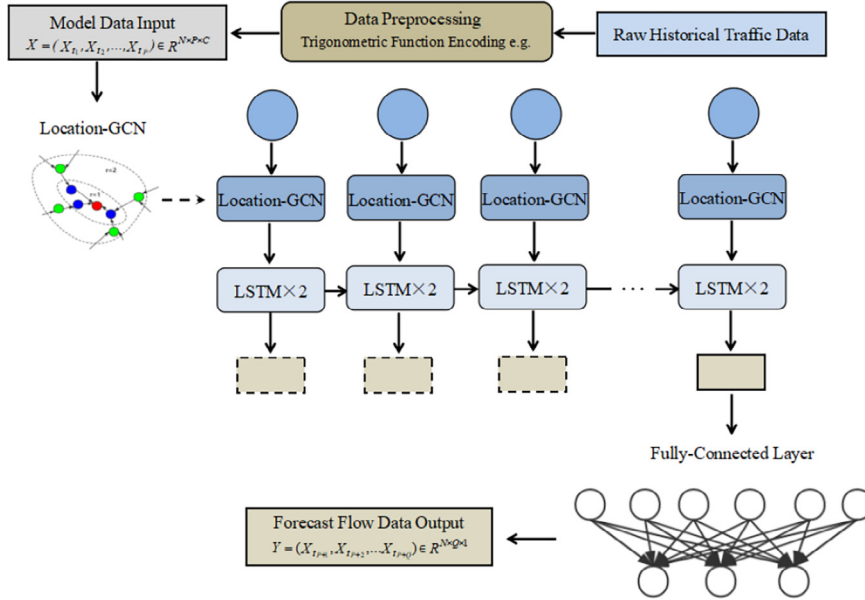 Model Data Input
X = (X_{t_1}, X_{t_2}, ..., X_{t_P}) ∈ R^{N×P×C}
Data Preprocessing
Trigonometric Function Encoding e.g.
Raw Historical Traffic Data
Location-GCN
r=2
r=1
Location-GCN
Location-GCN
Location-GCN
Location-GCN
LSTM×2
LSTM×2
LSTM×2
...
LSTM×2
Fully-Connected Layer
Forecast Flow Data Output
Y = (X_{t_{P+1}}, X_{t_{P+2}}, ... X_{t_{P+Q}}) ∈ R^{N×Q×1}